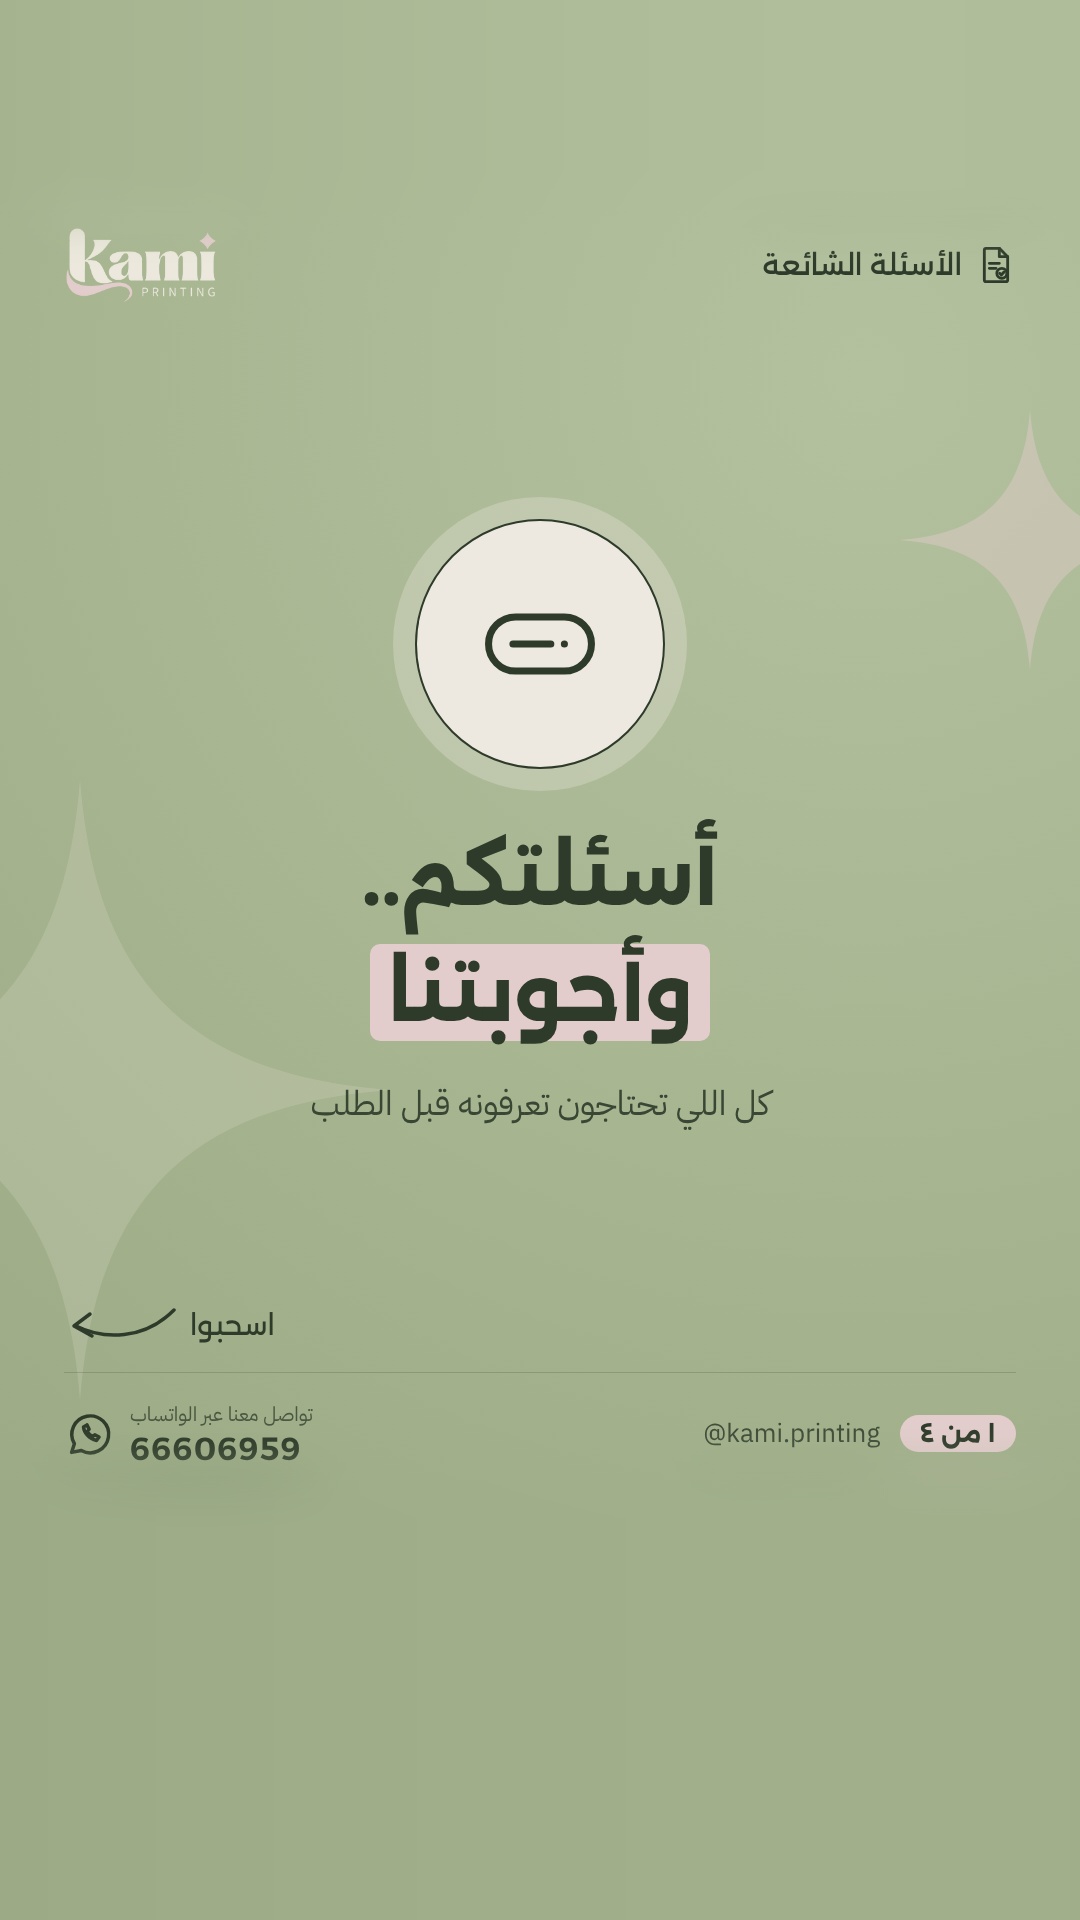 الأسئلة الشائعة
kami
PRINTING
أسئلتكم..
وأجوبتنا
كل اللي تحتاجون تعرفونه قبل الطلب
اسحبوا
١ من ٤
@kami.printing
تواصل معنا عبر الواتساب
66606959